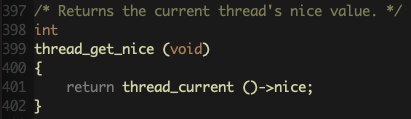 397 /* Returns the current thread's nice value. */
398 int
399 thread_get_nice (void)
400 {
401     return thread_current ()->nice;
402 }